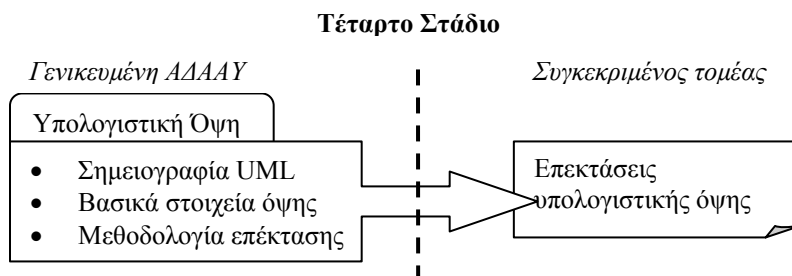 Τέταρτο Στάδιο
Γενικευμένη ΑΔΑΑΥ
Συγκεκριμένος τομέας
Υπολογιστική Όψη
• Σημειογραφία UML
• Βασικά στοιχεία όψης
• Μεθοδολογία επέκτασης
Επεκτάσεις
υπολογιστικής όψης